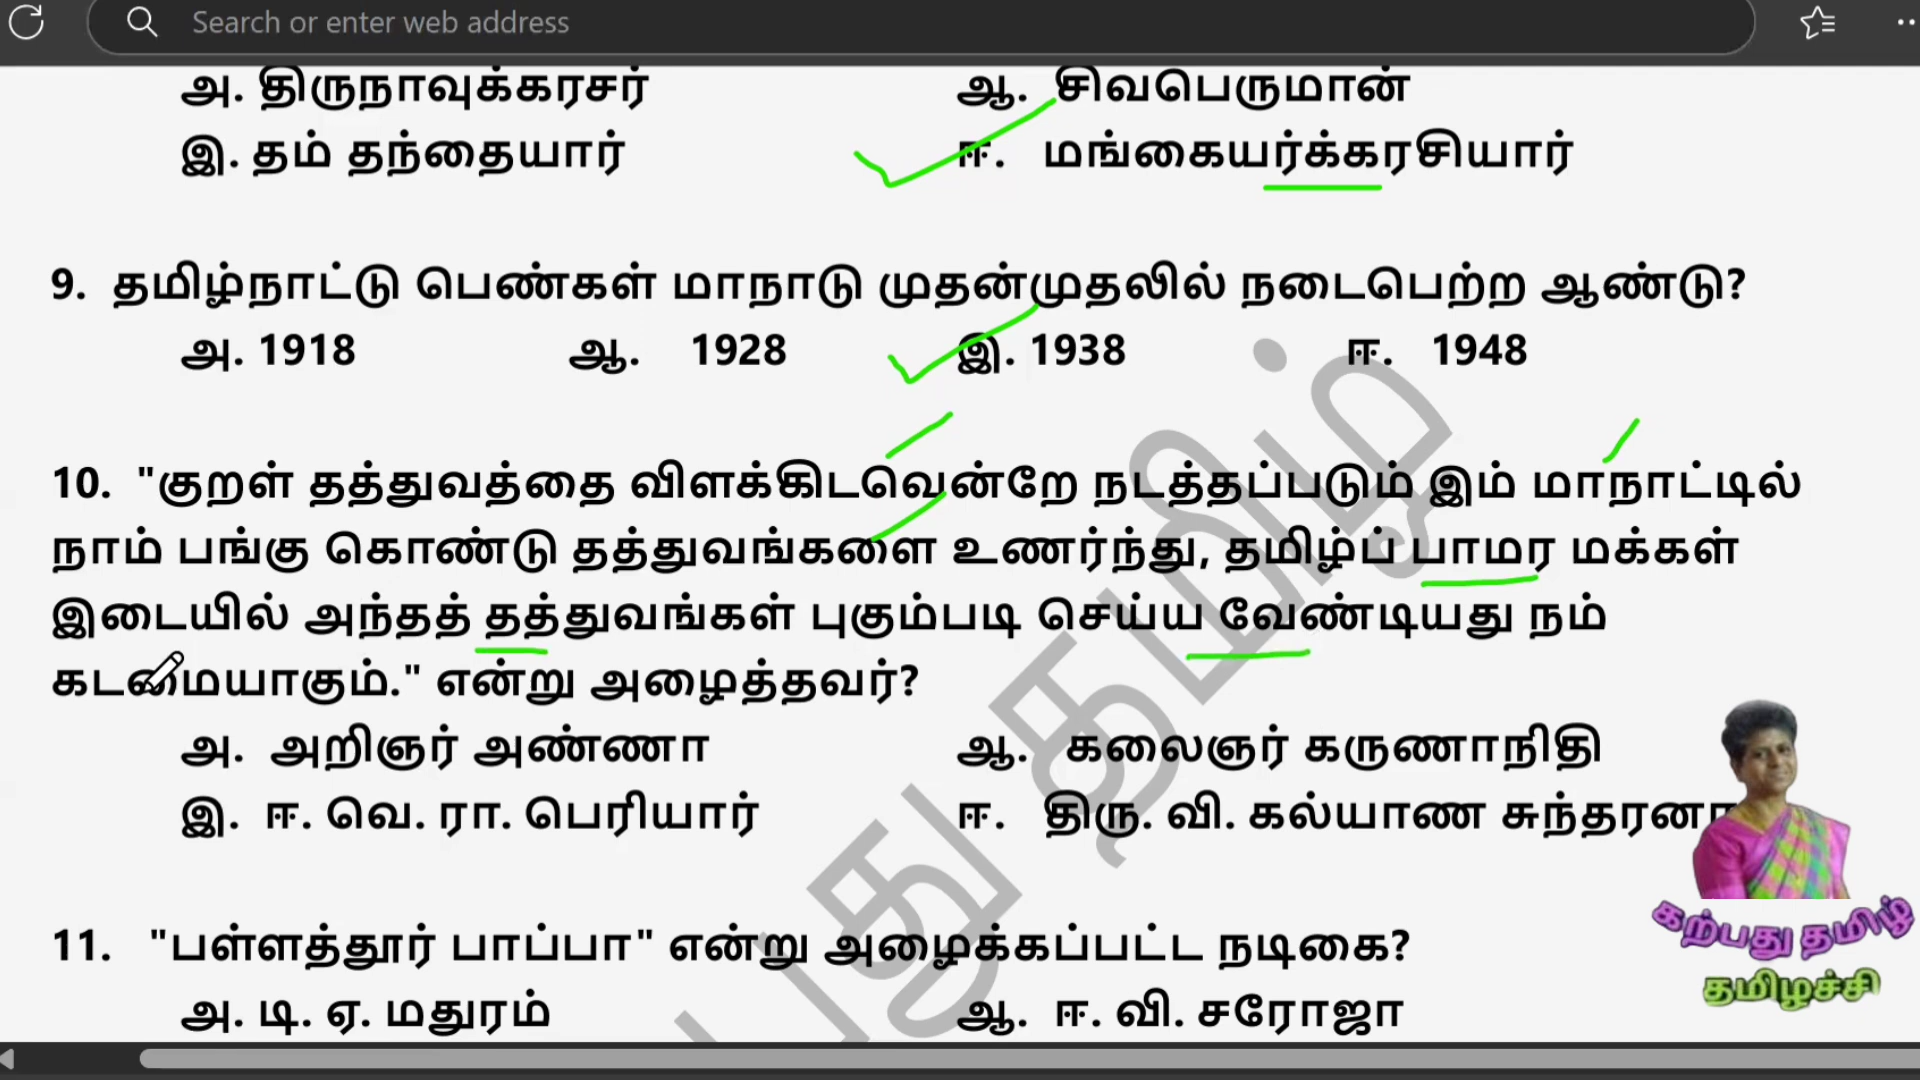 Search or enter web address
அ. திருநாவுக்கரசர் ஆ. சிவபெருமான்
இ. தம் தந்தையார் ஈ. மங்கையர்க்கரசியார்
9. தமிழ்நாட்டு பெண்கள் மாநாடு முதன்முதலில் நடைபெற்ற ஆண்டு?
அ. 1918 ஆ. 1928 இ. 1938 ஈ. 1948
10. "குறள் தத்துவத்தை விளக்கிடவென்றே நடத்தப்படும் இம் மாநாட்டில்
நாம் பங்கு கொண்டு தத்துவங்களை உணர்ந்து, தமிழ்ப் பாமர மக்கள்
இடையில் அந்தத் தத்துவங்கள் புகும்படி செய்ய வேண்டியது நம்
கடமையாகும்." என்று அழைத்தவர்?
அ. அறிஞர் அண்ணா ஆ. கலைஞர் கருணாநிதி
இ. ஈ. வெ. ரா. பெரியார் ஈ. திரு. வி. கல்யாண
11. "பள்ளத்தூர் பாப்பா" என்று அழைக்கப்பட்ட நடிகை?
அ. டி. ஏ. மதுரம் ஆ. ஈ. வி. சரோஜா
கற்பது தமிழ்
தமிழச்சி
தமிழ்